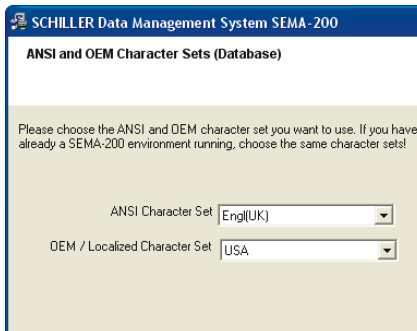 SCHILLER Data Management System SEMA-200
ANSI and OEM Character Sets (Database)
Please choose the ANSI and OEM character set you want to use. If you have
already a SEMA-200 environment running, choose the same character sets!
ANSI Character Set Engl(UK)
OEM / Localized Character Set USA